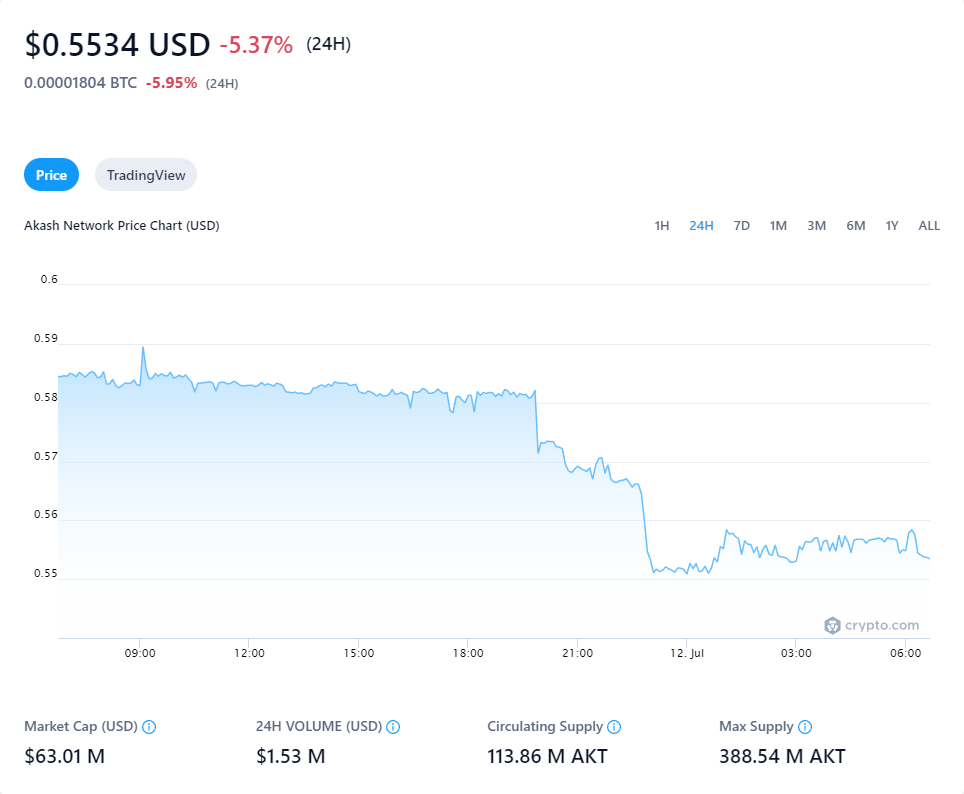 $0.5534 USD -5.37% (24H)
0.00001804 BTC -5.95% (24H)
Price TradingView
Akash Network Price Chart (USD) 1H 24H 7D 1M 3M 6M 1Y ALL
0.6
0.59
0.58
0.57
0.56
0.55
crypto.com
09:00 12:00 15:00 18:00 21:00 12. Jul 03:00 06:00
Market Cap (USD) 24H VOLUME (USD) Circulating Supply Max Supply
$63.01 M $1.53 M 113.86 M AKT 388.54 M AKT